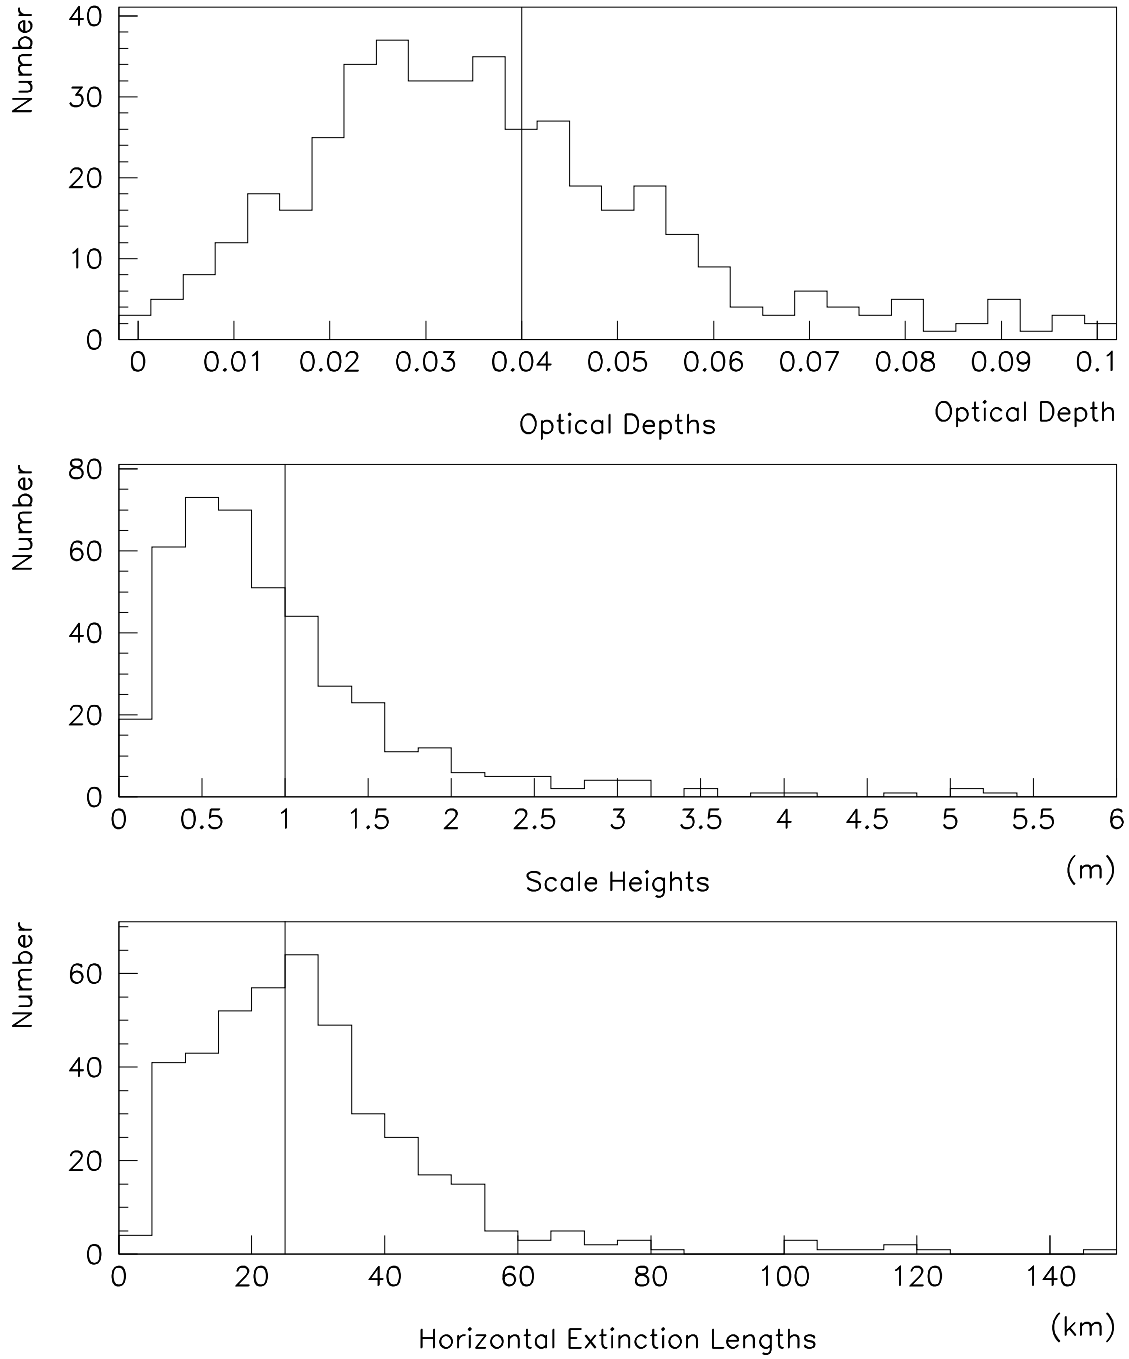 Number
40
30
20
10
0
0 0.01 0.02 0.03 0.04 0.05 0.06 0.07 0.08 0.09 0.1
Optical Depth
Optical Depths
Number
80
60
40
20
0
0 0.5 1 1.5 2 2.5 3 3.5 4 4.5 5 5.5 6
(m)
Scale Heights
Number
60
40
20
0
0 20 40 60 80 100 120 140
(km)
Horizontal Extinction Lengths